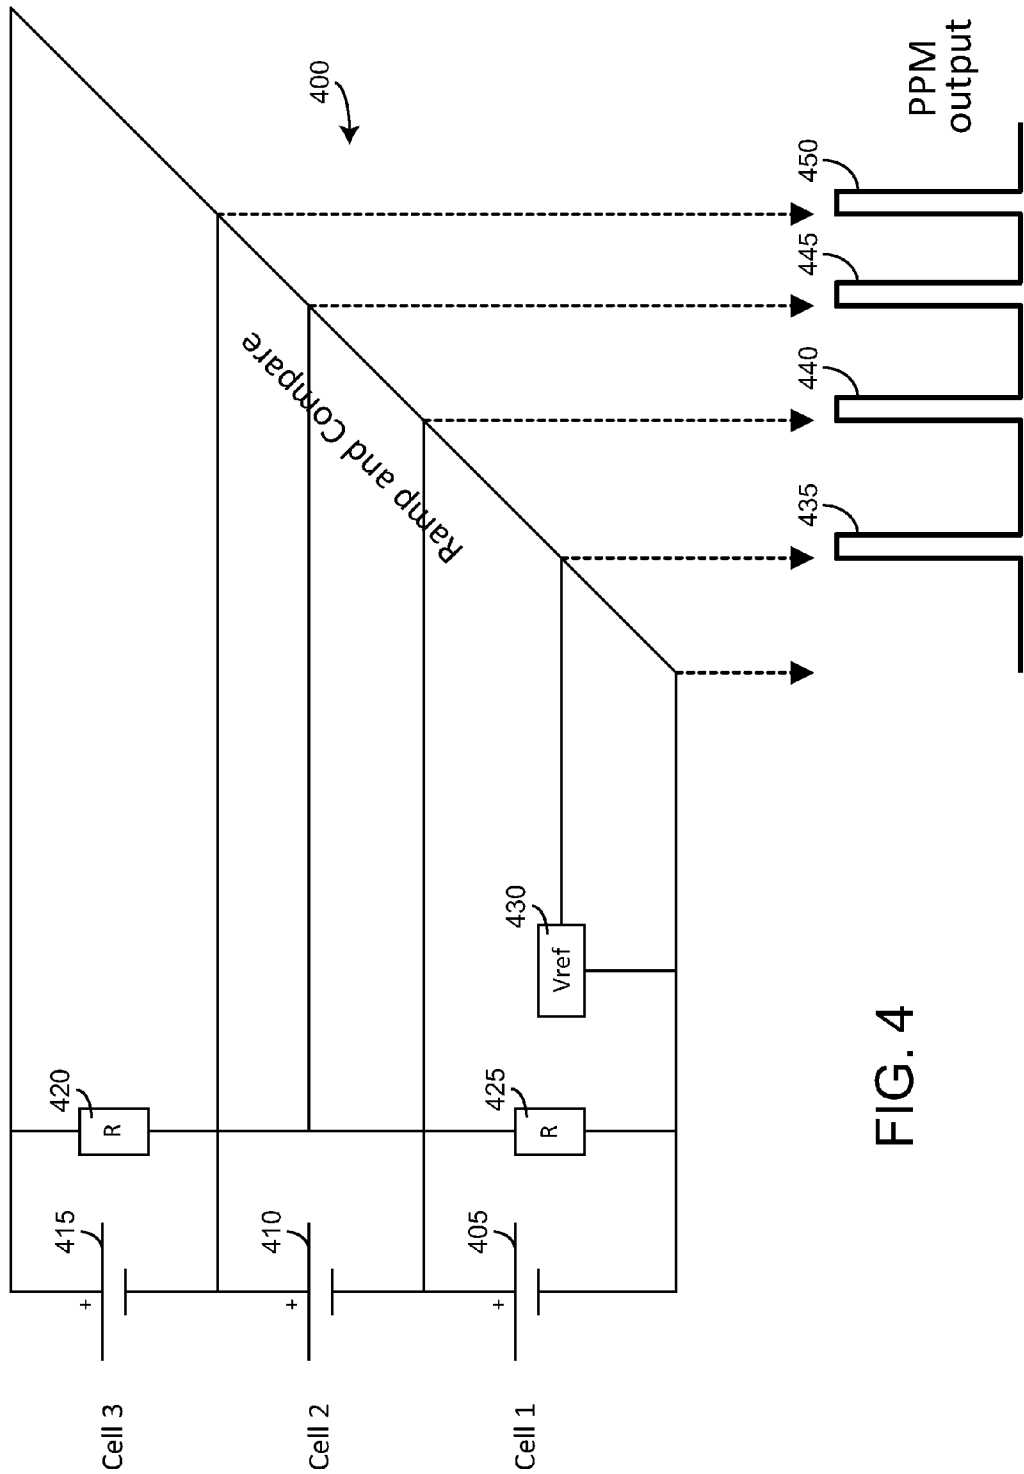 Cell 3
+
415
R
420
Cell 2
+
410
Cell 1
+
405
R
425
Vref
430
Ramp and Compare
400
435
440
445
450
PPM
output
FIG. 4